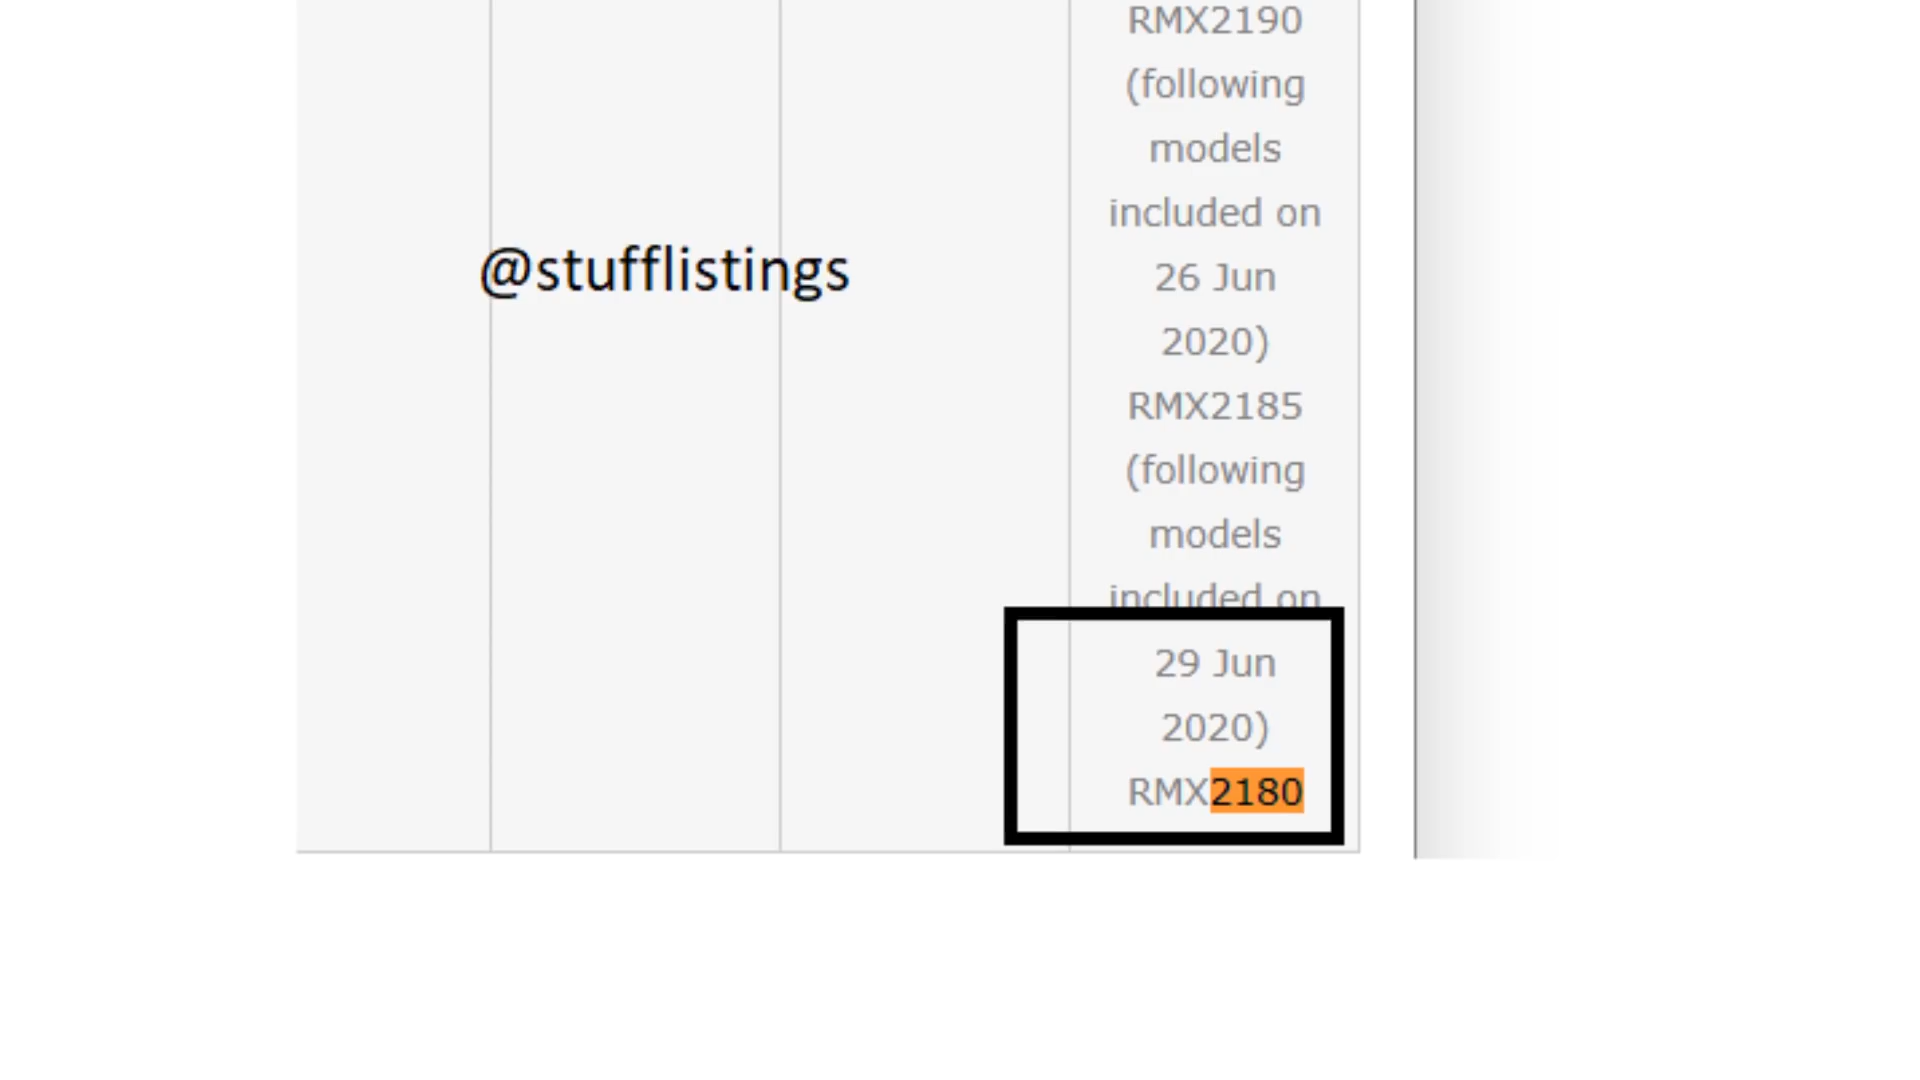 RMX2190
(following
models
included on
26 Jun
2020)
RMX2185
(following
models
included on
29 Jun
2020)
RMX2180
@stufflistings